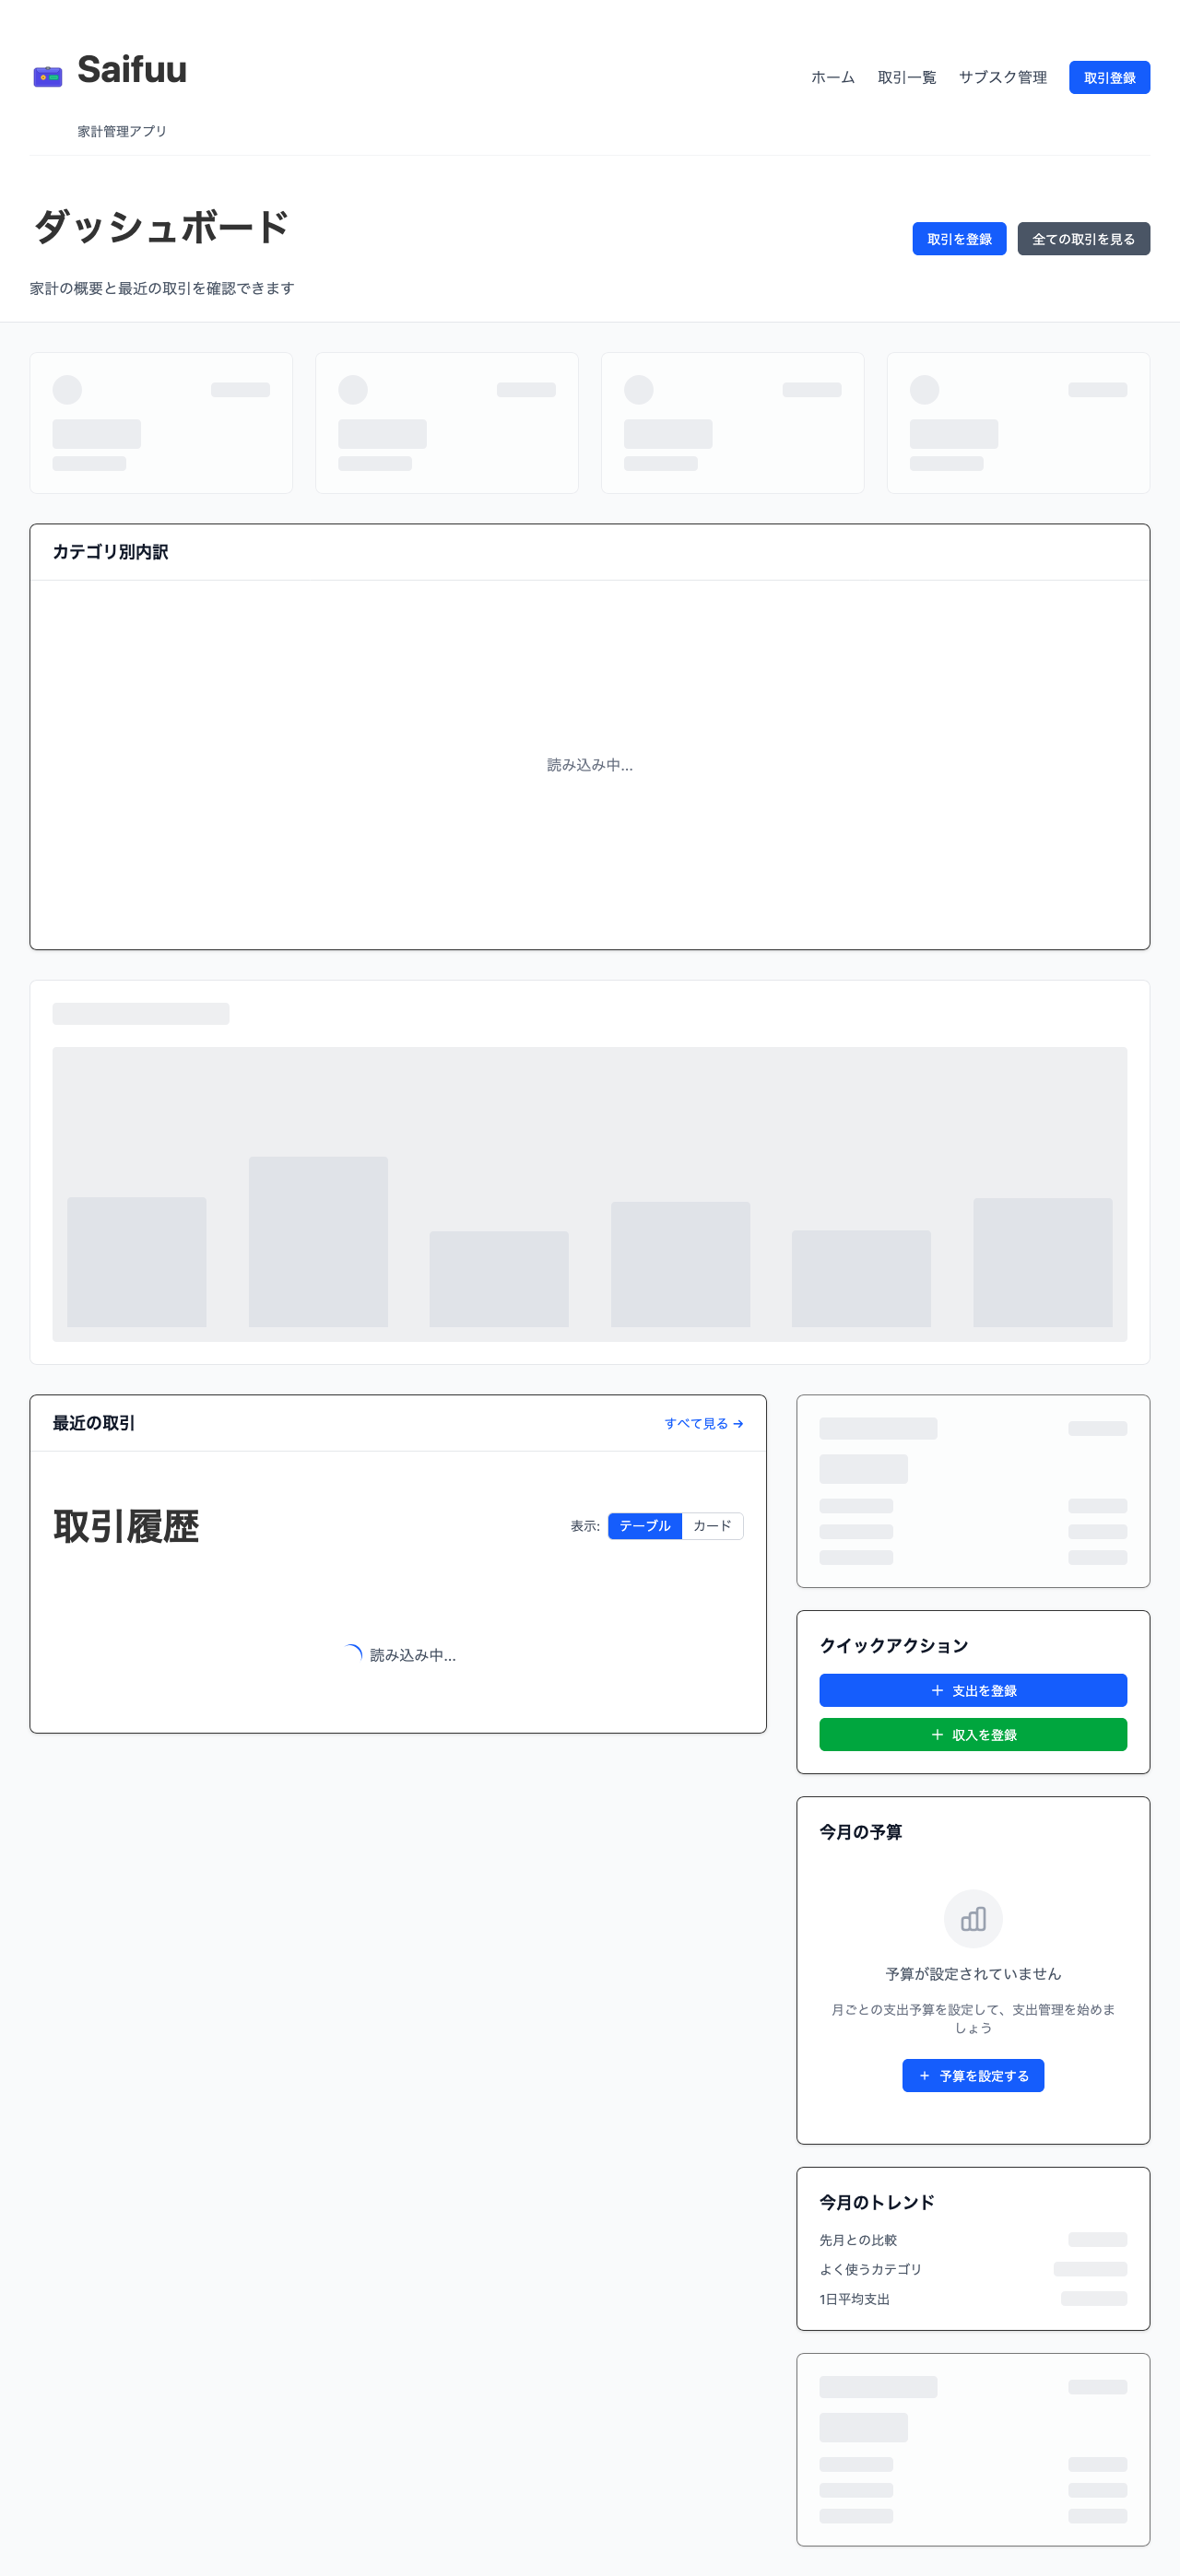 Saifuu
家計管理アプリ
ホーム 取引一覧 サブスク管理 取引登録
ダッシュボード
家計の概要と最近の取引を確認できます
取引を登録 全ての取引を見る
カテゴリ別内訳
読み込み中...
最近の取引
すべて見る →
取引履歴
表示: テーブル カード
読み込み中...
クイックアクション
支出を登録
収入を登録
今月の予算
予算が設定されていません
月ごとの支出予算を設定して、支出管理を始めま
しょう
予算を設定する
今月のトレンド
先月との比較
よく使うカテゴリ
1日平均支出